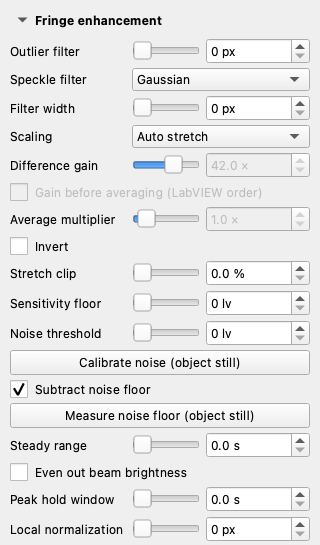 Fringe enhancement
Outlier filter 0 px
Speckle filter Gaussian
Filter width 0 px
Scaling Auto stretch
Difference gain 42.0 ×
Gain before averaging (LabVIEW order)
Average multiplier 1.0 ×
Invert
Stretch clip 0.0 %
Sensitivity floor 0 lv
Noise threshold 0 lv
Calibrate noise (object still)
Subtract noise floor
Measure noise floor (object still)
Steady range 0.0 s
Even out beam brightness
Peak hold window 0.0 s
Local normalization 0 px